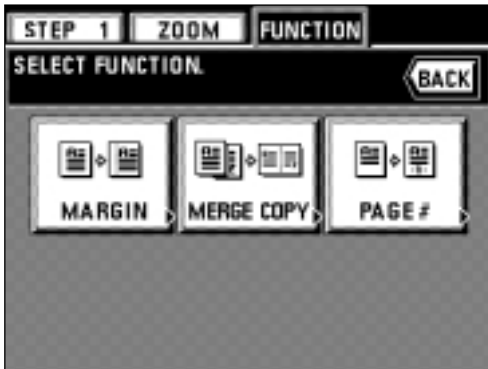 STEP 1 ZOOM FUNCTION
SELECT FUNCTION.
BACK
MARGIN MERGE COPY PAGE #